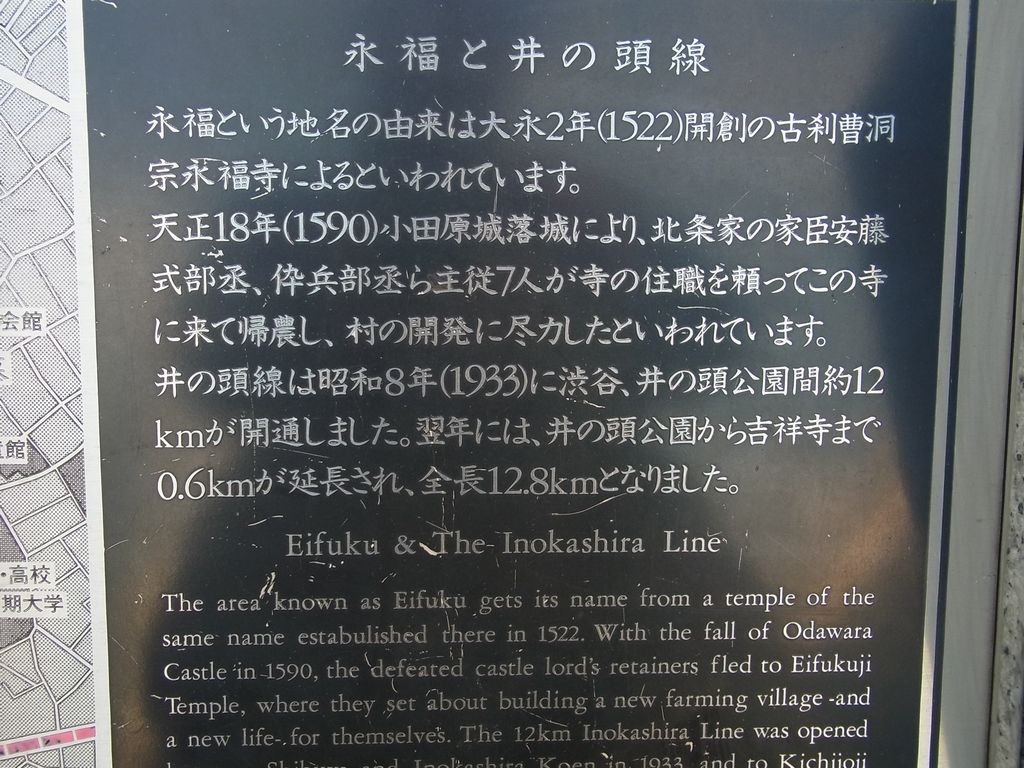 永福と井の頭線
永福という地名の由来は大永2年(1522)開創の古刹曹洞
宗永福寺によるといわれています。
天正18年(1590)小田原城落城により、北条家の家臣安藤
式部丞、伜兵部丞ら主従7人が寺の住職を頼ってこの寺
に来て帰農し、村の開発に尽力したといわれています。
井の頭線は昭和8年(1933)に渋谷、井の頭公園間約12
kmが開通しました。翌年には、井の頭公園から吉祥寺まで
0.6kmが延長され、全長12.8kmとなりました。
Eifuku & The Inokashira Line
The area known as Eifuku gets its name from a temple of the
same name estabulished there in 1522. With the fall of Odawara
Castle in 1590, the defeated castle lord's retainers fled to Eifukuji
Temple, where they set about building a new farming village -and
a new life- for themselves. The 12km Inokashira Line was opened
Inokashira Koen in 1933 and to Kichijoji
会館
館
・高校
期大学